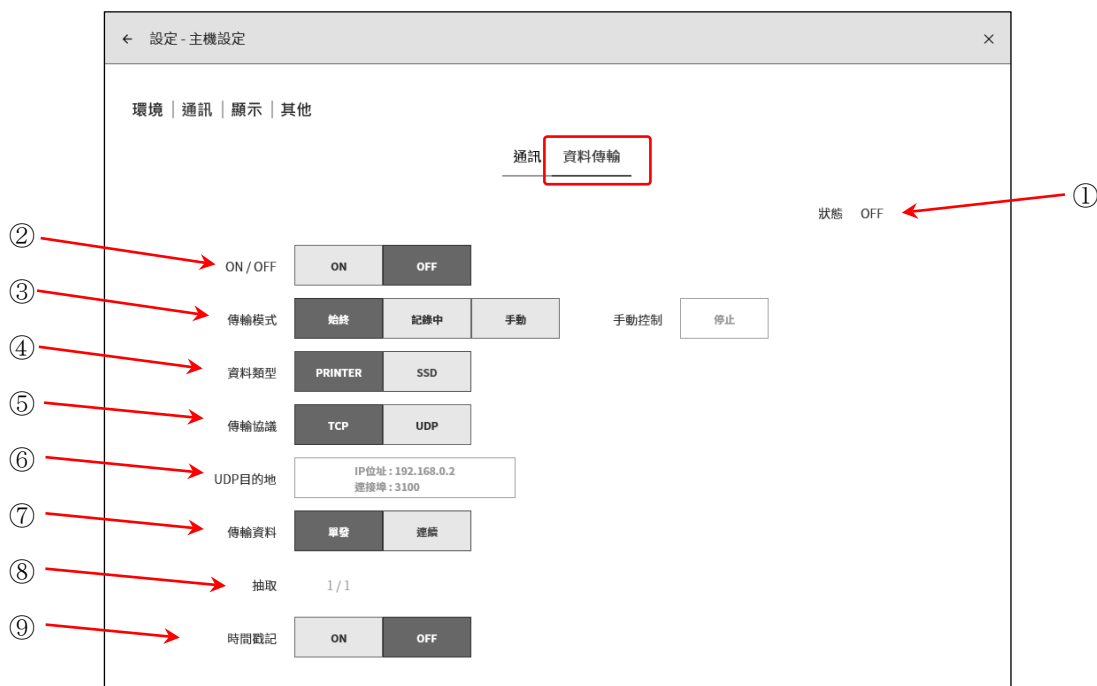 ← 設定 - 主機設定 ×
環境 | 通訊 | 顯示 | 其他
通訊 資料傳輸
狀態 OFF ①
② ON / OFF ON OFF
③ 傳輸模式 始終 記錄中 手動 手動控制 停止
④ 資料類型 PRINTER SSD
⑤ 傳輸協議 TCP UDP
⑥ UDP目的地 IP位址 : 192.168.0.2
連接埠 : 3100
⑦ 傳輸資料 單發 連續
⑧ 抽取 1 / 1
⑨ 時間戳記 ON OFF